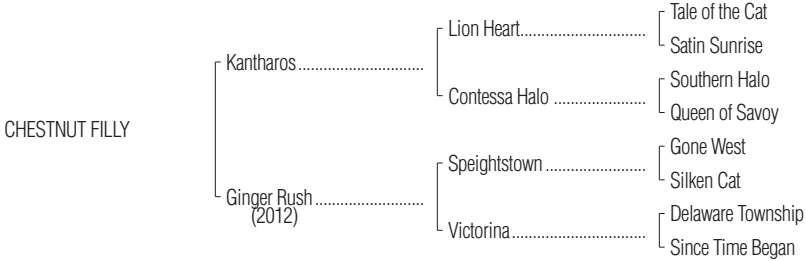 Tale of the Cat
Lion Heart..............................
Satin Sunrise
Kantharos..............................
Southern Halo
Contessa Halo ......................
Queen of Savoy
CHESTNUT FILLY
Gone West
Speightstown ........................
Silken Cat
Ginger Rush..........................
(2012)
Delaware Township
Victorina................................
Since Time Began